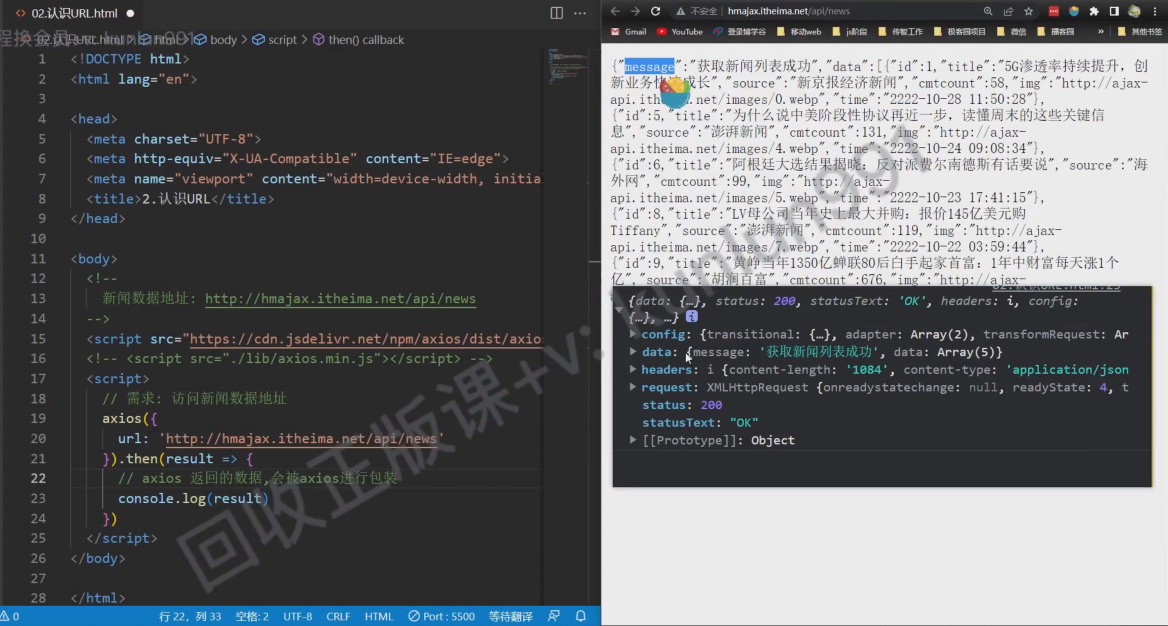 02.认识URL.html
02.认识URL.html > html > body > script > then() callback
1 <!DOCTYPE html>
2 <html lang="en">
3
4 <head>
5 <meta charset="UTF-8">
6 <meta http-equiv="X-UA-Compatible" content="IE=edge">
7 <meta name="viewport" content="width=device-width, initia
8 <title>2.认识URL</title>
9 </head>
10
11 <body>
12 <!--
13 新闻数据地址: http://hmajax.itheima.net/api/news
14 -->
15 <script src="https://cdn.jsdelivr.net/npm/axios/dist/axio
16 <!-- <script src="./lib/axios.min.js"></script> -->
17 <script>
18 // 需求: 访问新闻数据地址
19 axios({
20 url: 'http://hmajax.itheima.net/api/news'
21 }).then(result => {
22 // axios 返回的数据,会被axios进行包装
23 console.log(result)
24 })
25 </script>
26 </body>
27
28 </html>
0 行 22，列 33 空格: 2 UTF-8 CRLF HTML Port : 5500 等待翻译
不安全 hmajax.itheima.net/api/news
Gmail YouTube 登录博学谷 移动web js阶段 传智工作 极客园项目 微信 播客园 » 其他书签
{"message":"获取新闻列表成功","data":[{"id":1,"title":"5G渗透率持续提升，创
新业务快速成长","source":"新京报经济新闻","cmtcount":58,"img":"http://ajax-
api.itheima.net/images/0.webp","time":"2222-10-28 11:50:28"},
{"id":5,"title":"为什么说中美阶段性协议再近一步，读懂周末的这些关键信
息","source":"澎湃新闻","cmtcount":131,"img":"http://ajax-
api.itheima.net/images/4.webp","time":"2222-10-24 09:08:34"},
{"id":6,"title":"阿根廷大选结果揭晓：反对派费尔南德斯有话要说","source":"海
外网","cmtcount":99,"img":"http://ajax-
api.itheima.net/images/5.webp","time":"2222-10-23 17:41:15"},
{"id":8,"title":"LV母公司当年史上最大并购：报价145亿美元购
Tiffany","source":"澎湃新闻","cmtcount":119,"img":"http://ajax-
api.itheima.net/images/7.webp","time":"2222-10-22 03:59:44"},
{"id":9,"title":"黄峥当年1350亿蝉联80后白手起家首富：1年中财富每天涨1个
亿","source":"胡润百富","cmtcount":676,"img":"http://ajax-
02.认识URL.html:23
{data: {…}, status: 200, statusText: 'OK', headers: i, config:
{…}, …} i
config: {transitional: {…}, adapter: Array(2), transformRequest: Ar
data: {message: '获取新闻列表成功', data: Array(5)}
headers: i {content-length: '1084', content-type: 'application/json
request: XMLHttpRequest {onreadystatechange: null, readyState: 4, t
status: 200
statusText: "OK"
[[Prototype]]: Object
回收正版课+v: kunlun991